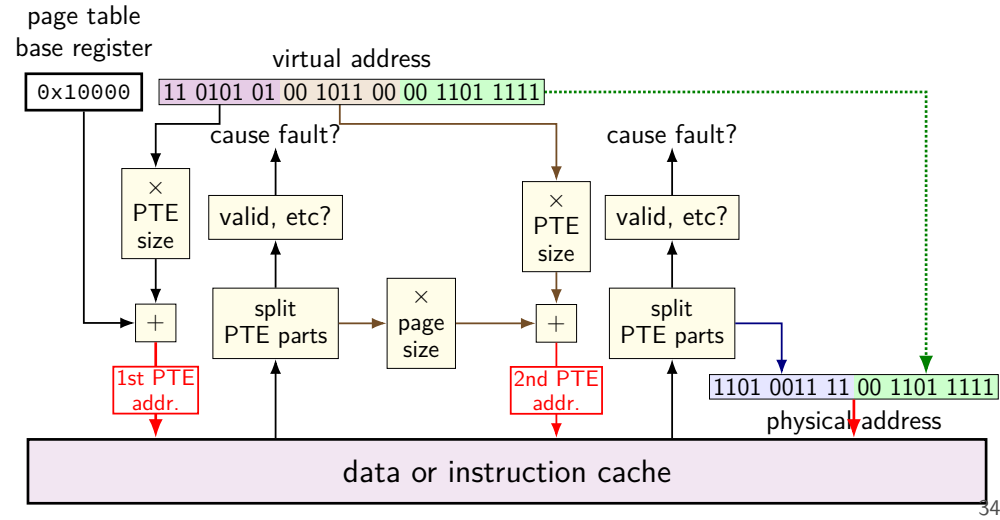 page table
base register
virtual address
0x10000
11 0101 01 00 1011 00 00 1101 1111
cause fault?
cause fault?
×
PTE
size
valid, etc?
×
PTE
size
valid, etc?
split
PTE parts
×
page
size
split
PTE parts
+
+
1st PTE
addr.
2nd PTE
addr.
1101 0011 11 00 1101 1111
physical address
data or instruction cache
34